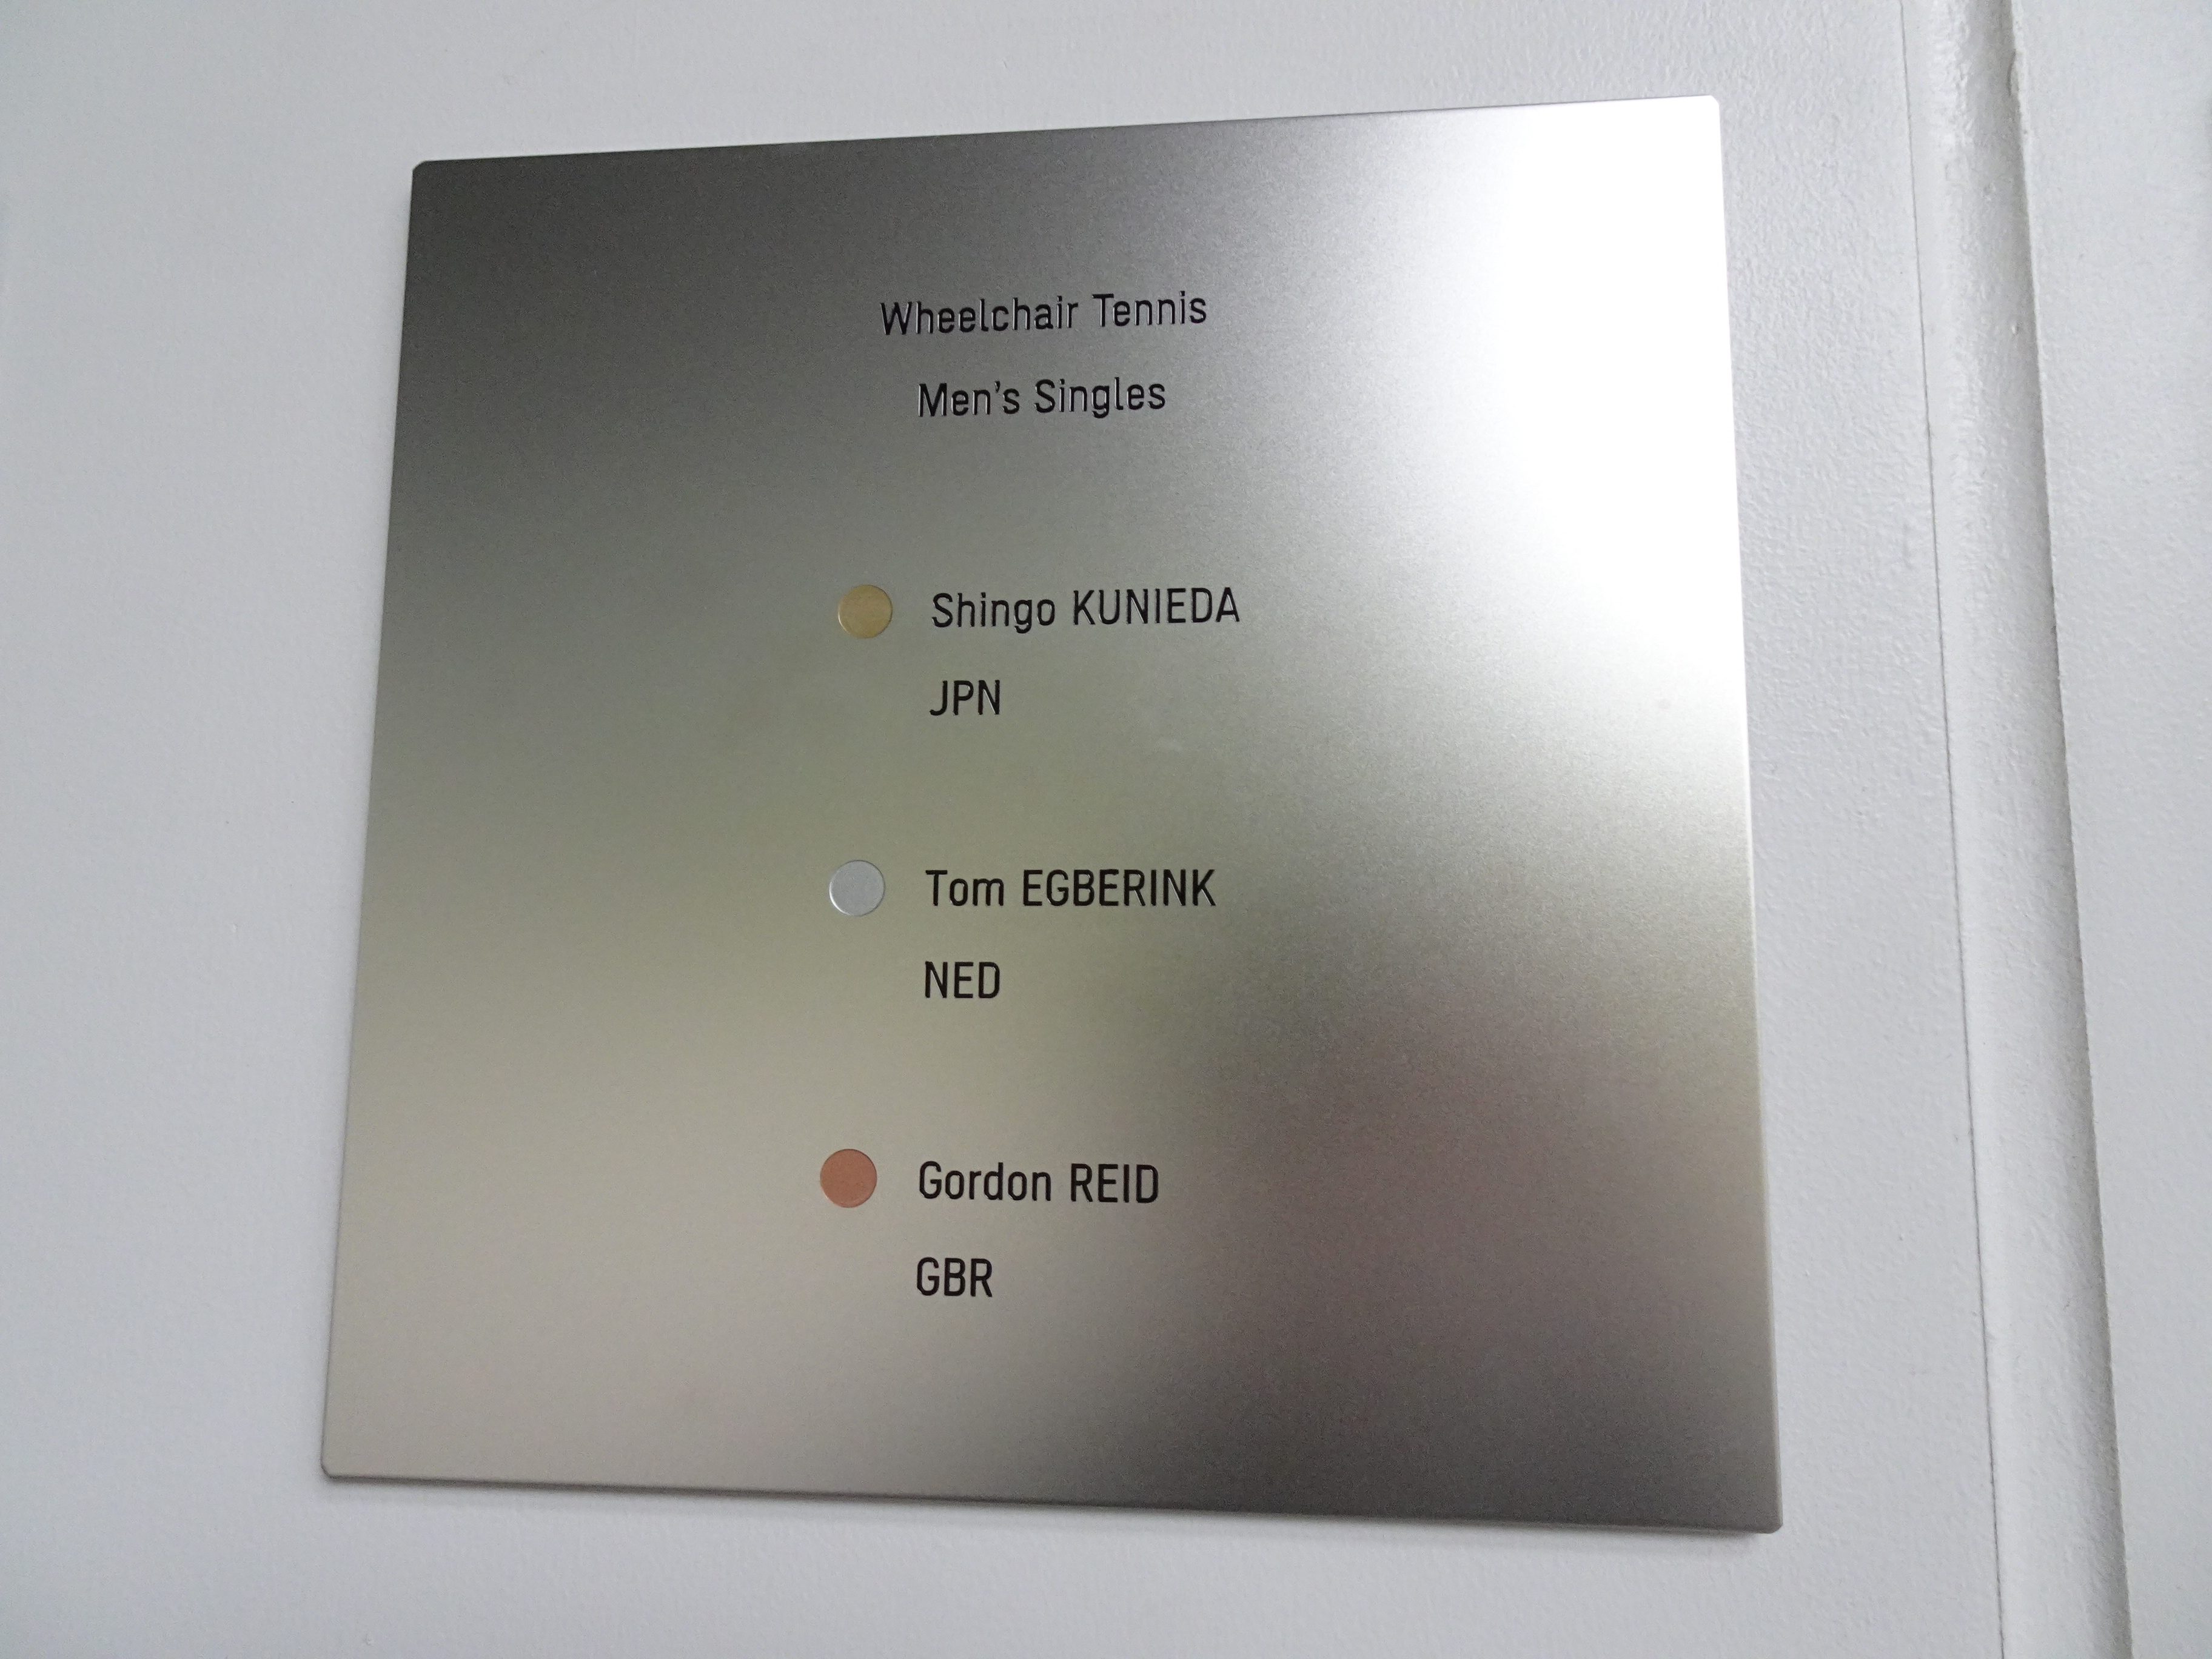 Wheelchair Tennis
Men’s Singles
Shingo KUNIEDA
JPN
Tom EGBERINK
NED
Gordon REID
GBR